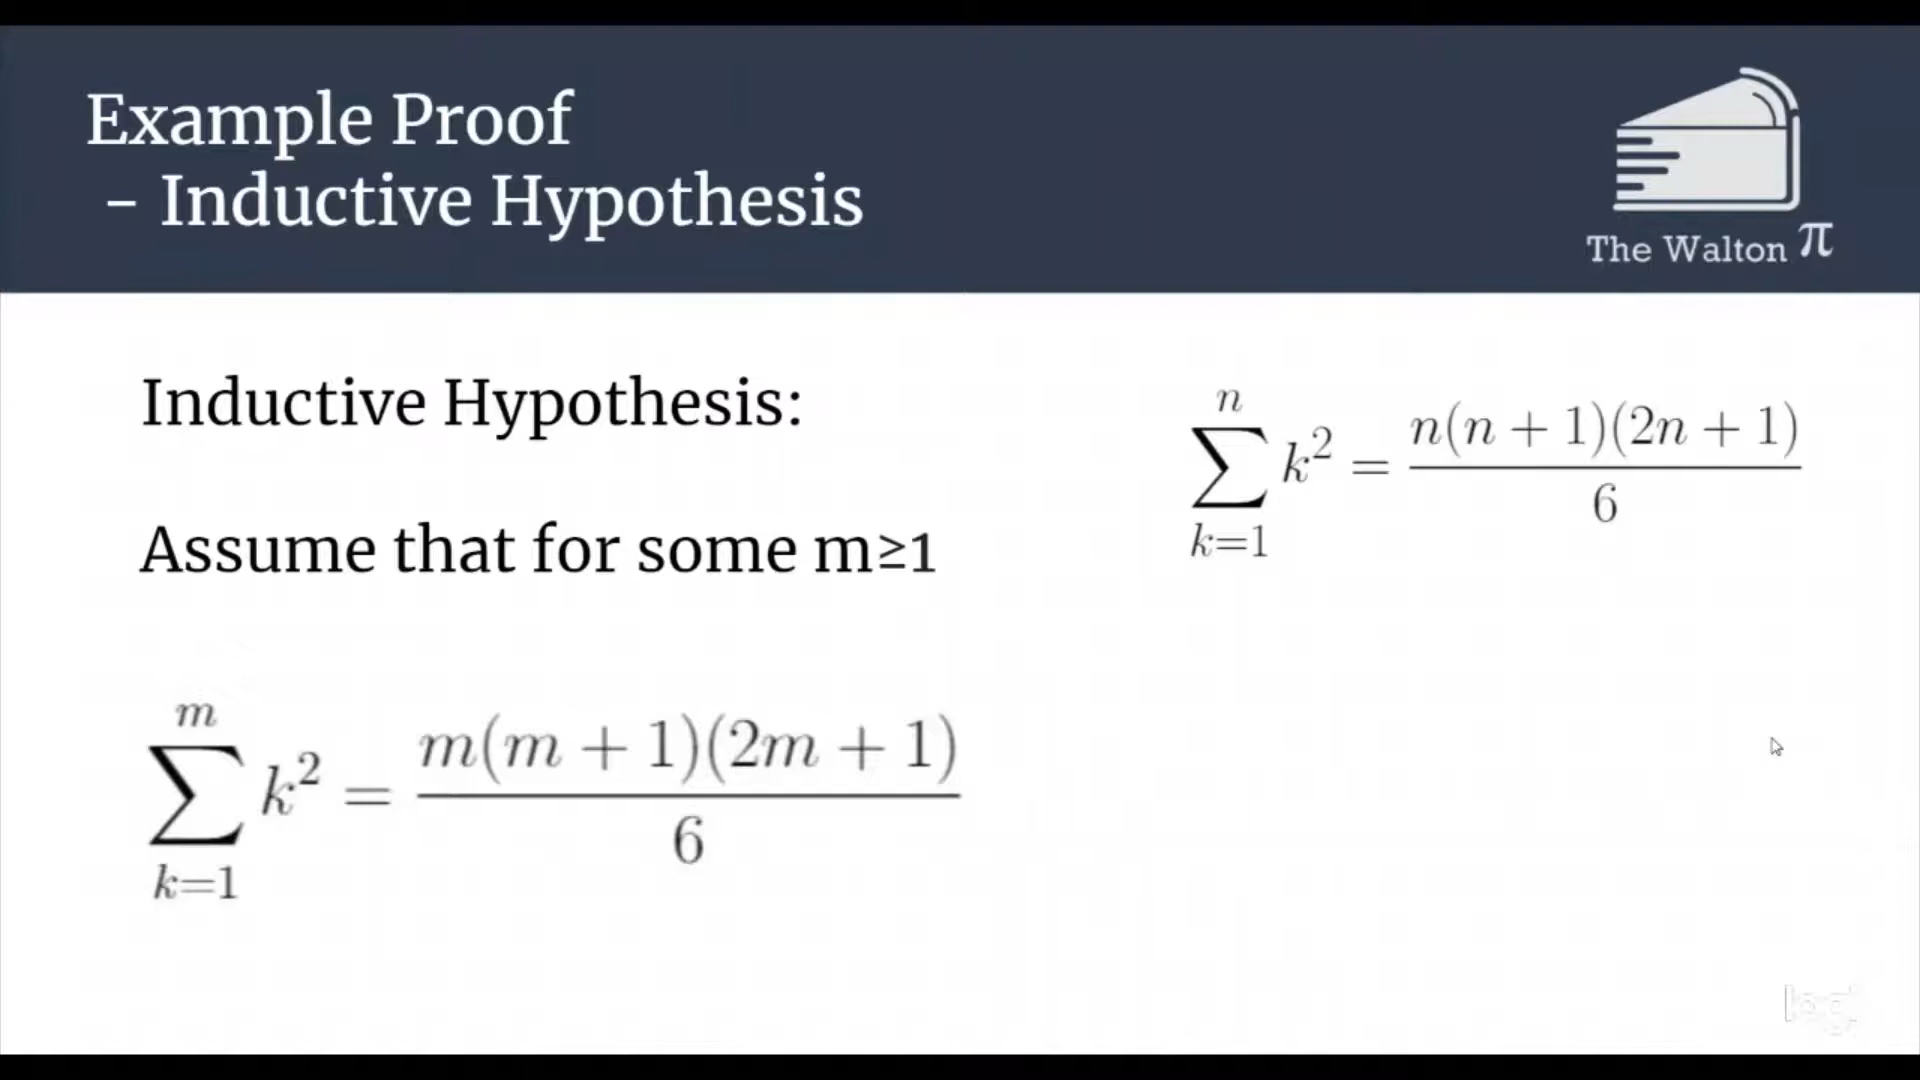 Example Proof
- Inductive Hypothesis
The Walton π
Inductive Hypothesis:
Assume that for some m≥1
\sum_{k=1}^{n} k^2 = \frac{n(n+1)(2n+1)}{6}
\sum_{k=1}^{m} k^2 = \frac{m(m+1)(2m+1)}{6}